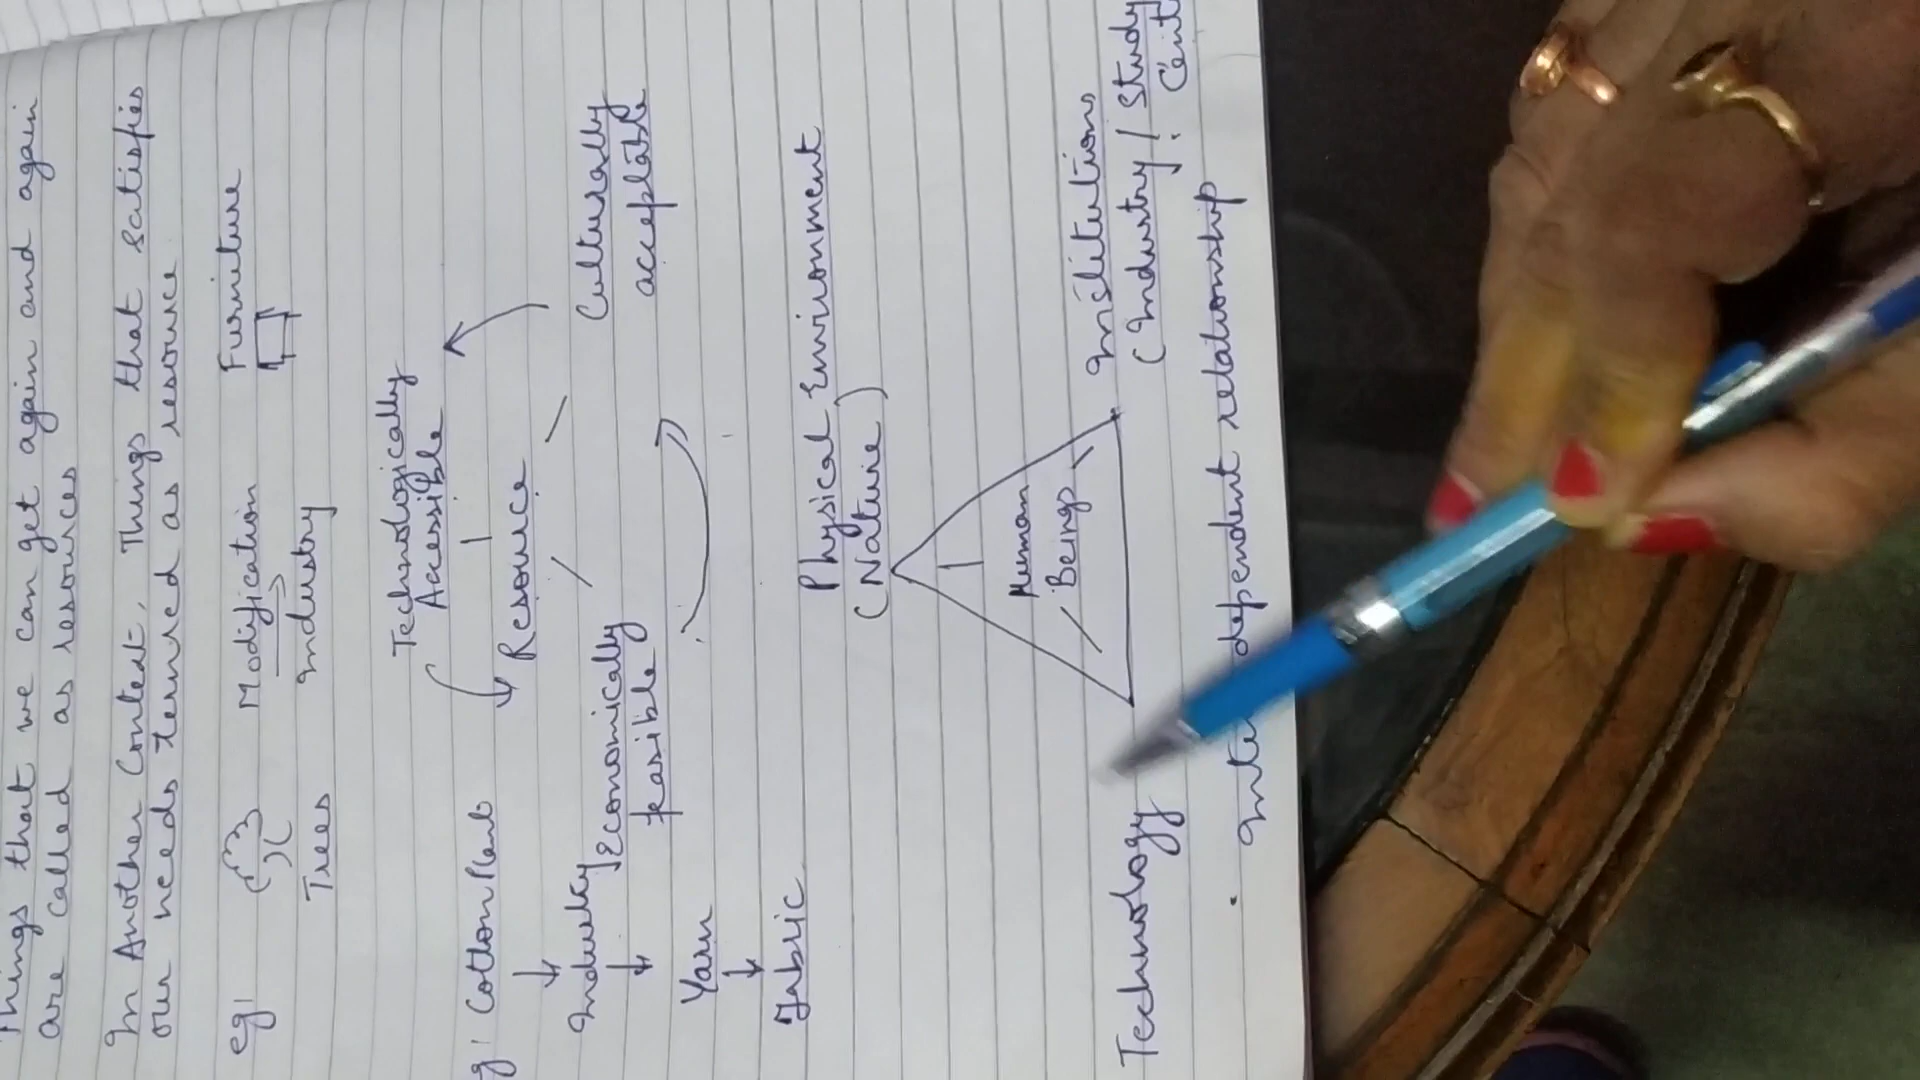 Things that we can get again and again
are called as resources
In Another Context, Things that satisfies
our needs termed as resource
eg:
Modification
Furniture
Trees
Industry
Technologically
Accessible
g: Cotton Plant
Resource
Industry
Economically
feasible
Culturally
acceptable
Yarn
Fabric
Physical Environment
(Nature)
Human
Beings
Technology
Institutions
(Industry / Study
Cent
Inte dependent relationship